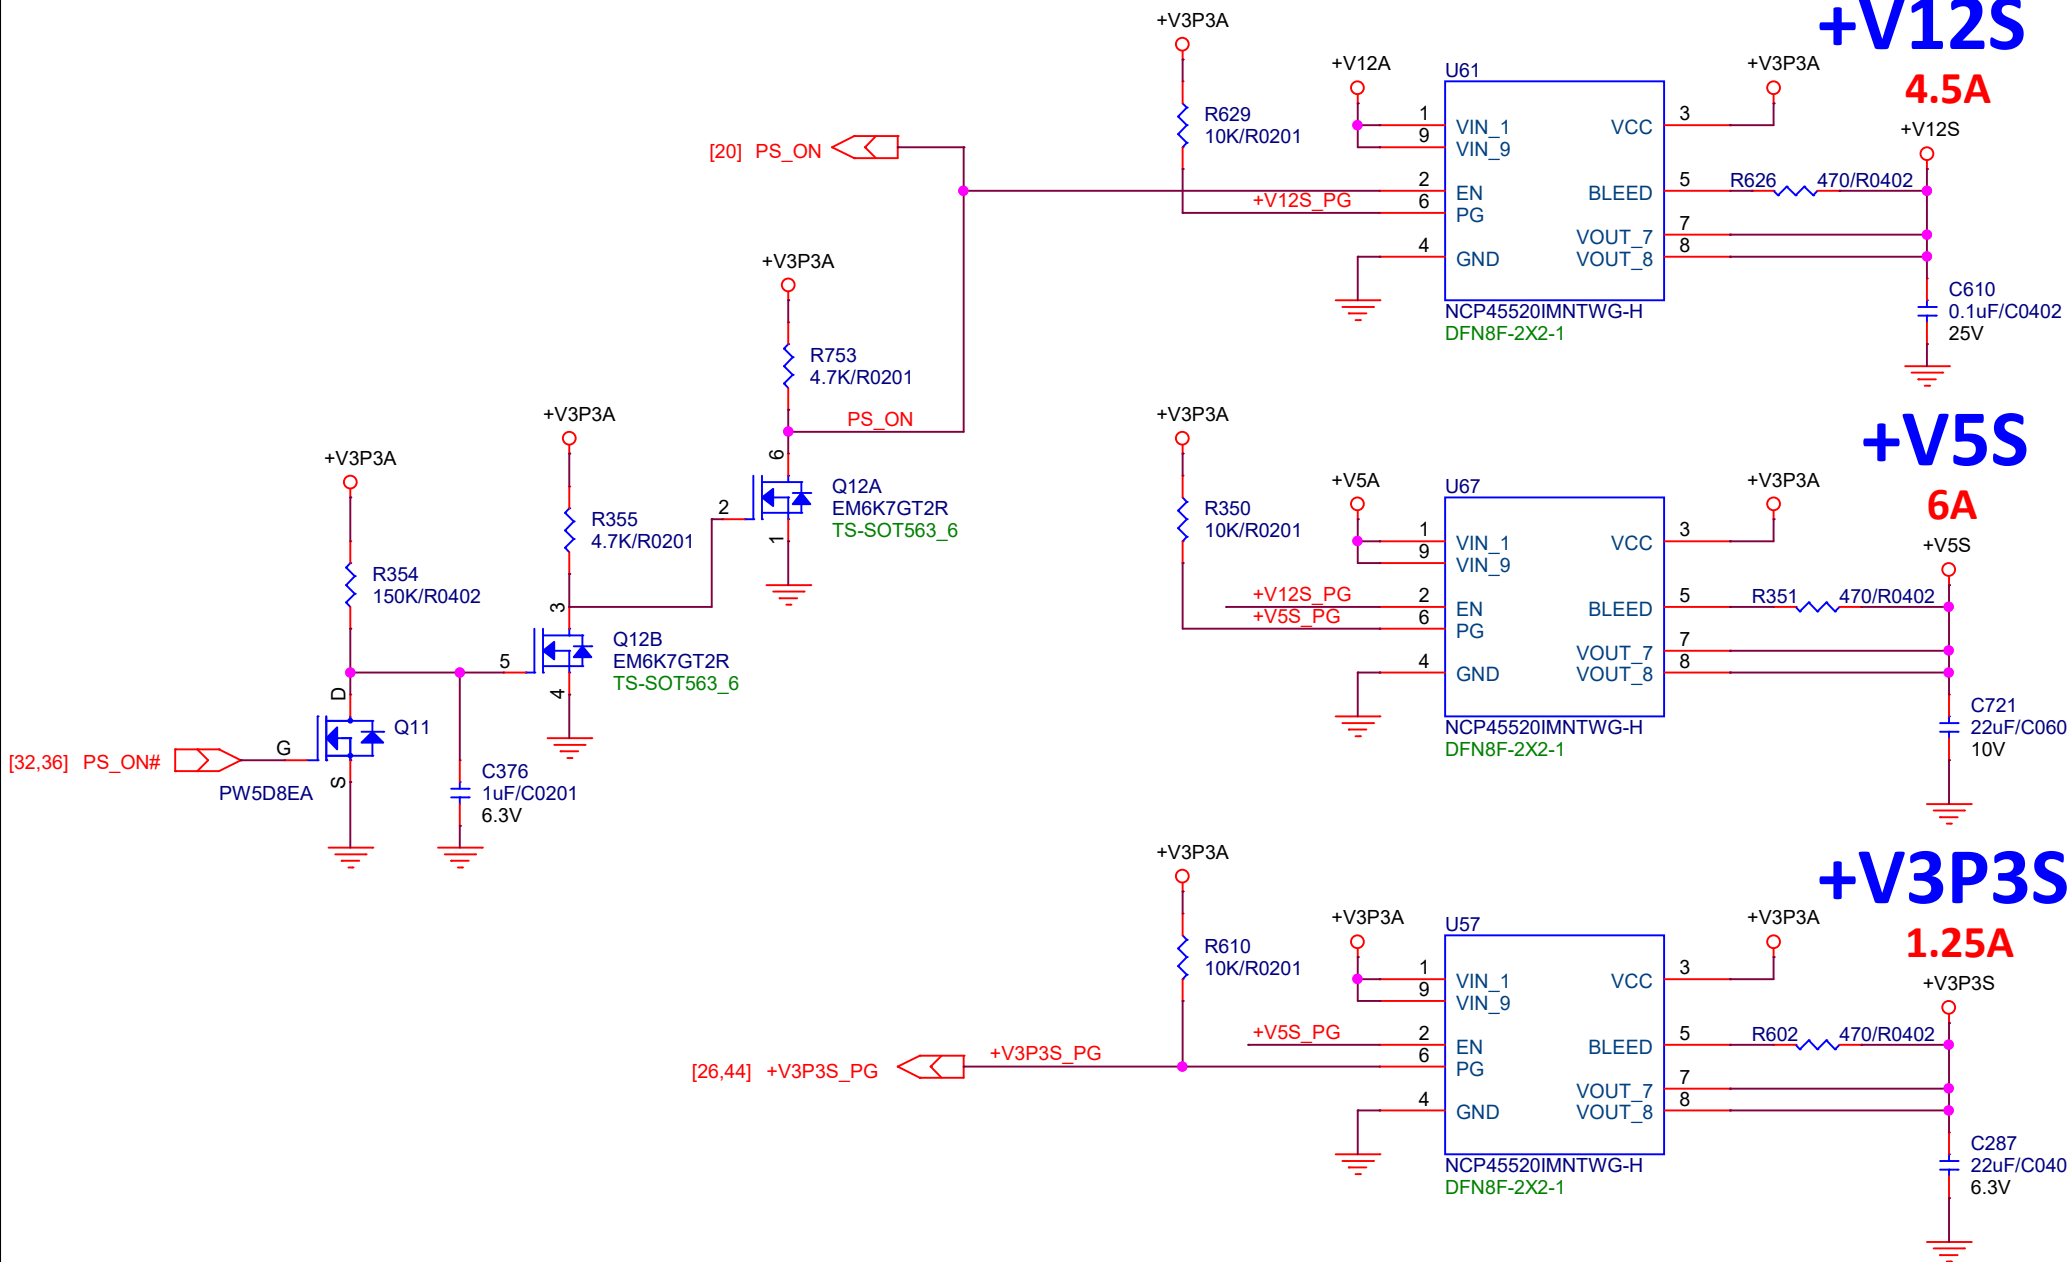 +V12S
4.5A
+V3P3A
+V12A
U61
+V3P3A
+V12S
R629
10K/R0201
1
VIN_1
9
VIN_9
VCC
3
[20] PS_ON
2
EN
+V12S_PG
6
PG
BLEED
5
R626
470/R0402
VOUT_7
7
VOUT_8
8
4
GND
NCP45520IMNTWG-H
DFN8F-2X2-1
C610
0.1uF/C0402
25V
+V3P3A
R753
4.7K/R0201
PS_ON
6
Q12A
EM6K7GT2R
TS-SOT563_6
2
1
+V3P3A
R355
4.7K/R0201
3
Q12B
EM6K7GT2R
TS-SOT563_6
5
4
+V3P3A
R354
150K/R0402
D
Q11
G
S
[32,36] PS_ON#
PW5D8EA
C376
1uF/C0201
6.3V
+V5S
6A
+V3P3A
+V5A
U67
+V3P3A
+V5S
R350
10K/R0201
1
VIN_1
9
VIN_9
VCC
3
+V12S_PG
2
EN
+V5S_PG
6
PG
BLEED
5
R351
470/R0402
VOUT_7
7
VOUT_8
8
4
GND
NCP45520IMNTWG-H
DFN8F-2X2-1
C721
22uF/C060
10V
+V3P3S
1.25A
+V3P3A
+V3P3A
U57
+V3P3A
+V3P3S
R610
10K/R0201
1
VIN_1
9
VIN_9
VCC
3
+V5S_PG
2
EN
[26,44] +V3P3S_PG
+V3P3S_PG
6
PG
BLEED
5
R602
470/R0402
VOUT_7
7
VOUT_8
8
4
GND
NCP45520IMNTWG-H
DFN8F-2X2-1
C287
22uF/C040
6.3V